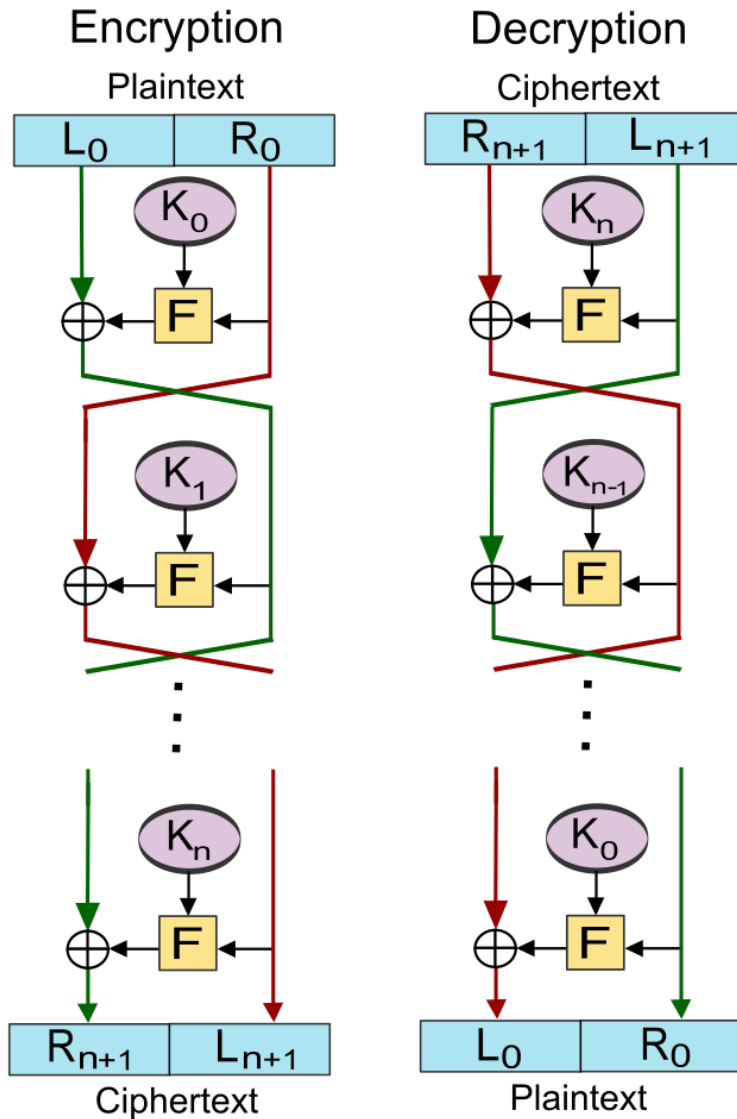 Encryption
Decryption
Plaintext
Ciphertext
L₀ R₀
Rₙ₊₁ Lₙ₊₁
K₀
Kₙ
F
F
K₁
Kₙ₋₁
F
F
Kₙ
K₀
F
F
Rₙ₊₁ Lₙ₊₁
L₀ R₀
Ciphertext
Plaintext